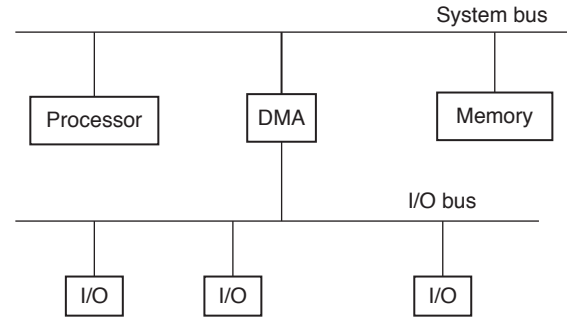 System bus
Processor
DMA
Memory
I/O bus
I/O
I/O
I/O